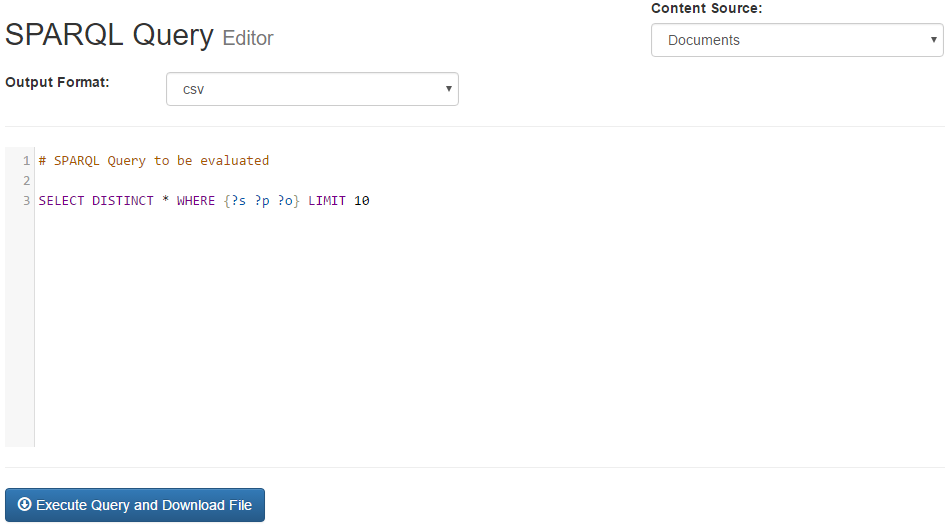 Content Source:
SPARQL Query Editor
Documents
Output Format:
csv
1 # SPARQL Query to be evaluated
2
3 SELECT DISTINCT * WHERE {?s ?p ?o} LIMIT 10
Execute Query and Download File